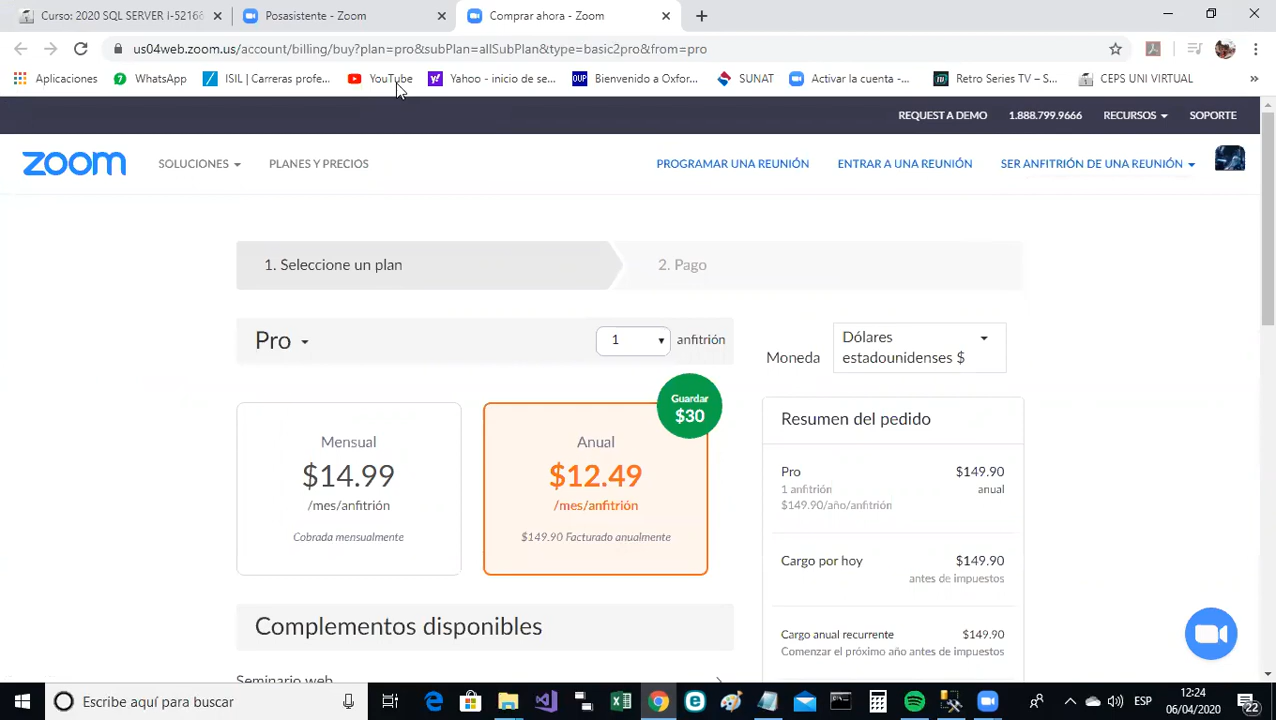 Curso: 2020 SQL SERVER i-52168
Posasistente - Zoom
Comprar ahora - Zoom
us04web.zoom.us/account/billing/buy?plan=pro&subPlan=allSubPlan&type=basic2pro&from=pro
Aplicaciones
WhatsApp
ISIL | Carreras profe...
YouTube
Yahoo - inicio de se...
OUP
Bienvenido a Oxfor...
SUNAT
Activar la cuenta -...
Retro Series TV – S...
CEPS UNI VIRTUAL
»
REQUEST A DEMO
1.888.799.9666
RECURSOS
SOPORTE
zoom
SOLUCIONES
PLANES Y PRECIOS
PROGRAMAR UNA REUNIÓN
ENTRAR A UNA REUNIÓN
SER ANFITRIÓN DE UNA REUNIÓN
1. Seleccione un plan
2. Pago
Pro
1
anfitrión
Moneda
Dólares
estadounidenses $
Guardar
$30
Mensual
$14.99
/mes/anfitrión
Cobrada mensualmente
Anual
$12.49
/mes/anfitrión
$149.90 Facturado anualmente
Resumen del pedido
Pro
$149.90
1 anfitrión
anual
$149.90/año/anfitrión
Cargo por hoy
$149.90
antes de impuestos
Cargo anual recurrente
$149.90
Comenzar el próximo año antes de impuestos
Complementos disponibles
Seminario web
Escribe aquí para buscar
ESP
12:24
06/04/2020
22